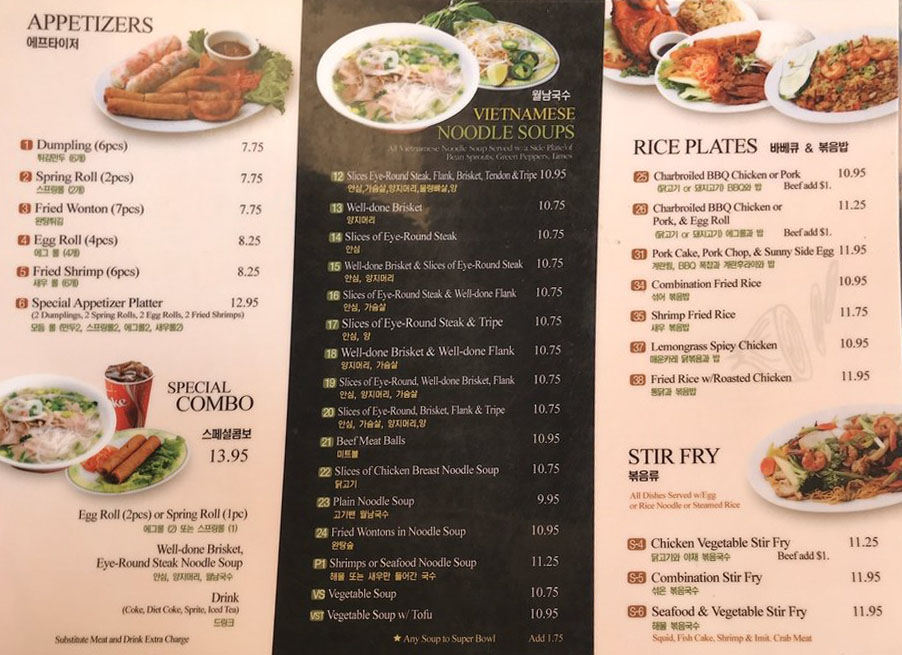 APPETIZERS
에프타이저
1 Dumpling (6pcs) 7.75
튀김만두 (6개)
2 Spring Roll (2pcs) 7.75
스프링롤 (2개)
3 Fried Wonton (7pcs) 7.75
완탕튀김
4 Egg Roll (4pcs) 8.25
에그 롤 (4개)
5 Fried Shrimp (6pcs) 8.25
새우 롤 (6개)
6 Special Appetizer Platter 12.95
(2 Dumplings, 2 Spring Rolls, 2 Egg Rolls, 2 Fried Shrimps)
모듬 롤 (만두2, 스프링롤2, 에그롤2, 새우롤2)
SPECIAL
COMBO
스페셜콤보
13.95
Egg Roll (2pcs) or Spring Roll (1pc)
에그롤 (2) 또는 스프링롤 (1)
Well-done Brisket,
Eye-Round Steak Noodle Soup
안심, 양지머리, 월남국수
Drink
(Coke, Diet Coke, Sprite, Iced Tea)
드링크
Substitute Meat and Drink Extra Charge
월남국수
VIETNAMESE
NOODLE SOUPS
All Vietnamese Noodle Soup Served w/a Side Plate of
Bean Sprouts, Green Peppers, Limes
12 Slices Eye-Round Steak, Flank, Brisket, Tendon & Tripe 10.95
안심,가슴살,양지머리,물렁뼈살,양
13 Well-done Brisket 10.75
양지머리
14 Slices of Eye-Round Steak 10.75
안심
15 Well-done Brisket & Slices of Eye-Round Steak 10.75
안심, 양지머리
16 Slices of Eye-Round Steak & Well-done Flank 10.75
안심, 가슴살
17 Slices of Eye-Round Steak & Tripe 10.75
안심, 양
18 Well-done Brisket & Well-done Flank 10.75
양지머리, 가슴살
19 Slices of Eye-Round, Well-done Brisket, Flank 10.75
안심, 양지머리, 가슴살
20 Slices of Eye-Round, Brisket, Flank & Tripe 10.75
안심, 가슴살, 양지머리,양
21 Beef Meat Balls 10.95
미트볼
22 Slices of Chicken Breast Noodle Soup 10.75
닭고기
23 Plain Noodle Soup 9.95
고기뺀 월남국수
24 Fried Wontons in Noodle Soup 10.95
완탕숲
P1 Shrimps or Seafood Noodle Soup 11.25
해물 또는 새우만 들어간 국수
VS Vegetable Soup 10.75
VST Vegetable Soup w/ Tofu 10.95
★ Any Soup to Super Bowl Add 1.75
RICE PLATES 바베큐 & 볶음밥
25 Charbroiled BBQ Chicken or Pork 10.95
(닭고기 or 돼지고기) BBQ와 밥 Beef add $1.
26 Charbroiled BBQ Chicken or 11.25
Pork, & Egg Roll
(닭고기 or 돼지고기) 에그롤과 밥 Beef add $1.
31 Pork Cake, Pork Chop, & Sunny Side Egg 11.95
계란찜, BBQ 폭찹과 계란후라이와 밥
34 Combination Fried Rice 10.95
섞어 볶음밥
35 Shrimp Fried Rice 11.75
새우 볶음밥
37 Lemongrass Spicy Chicken 10.95
매운카레 닭볶음과 밥
38 Fried Rice w/Roasted Chicken 11.95
통닭과 볶음밥
STIR FRY
볶음류
All Dishes Served w/Egg
or Rice Noodle or Steamed Rice
S-4 Chicken Vegetable Stir Fry 11.25
닭고기와 야채 볶음국수 Beef add $1.
S-5 Combination Stir Fry 11.95
섞은 볶음국수
S-6 Seafood & Vegetable Stir Fry 11.95
해물 볶음국수
Squid, Fish Cake, Shrimp & Imit. Crab Meat